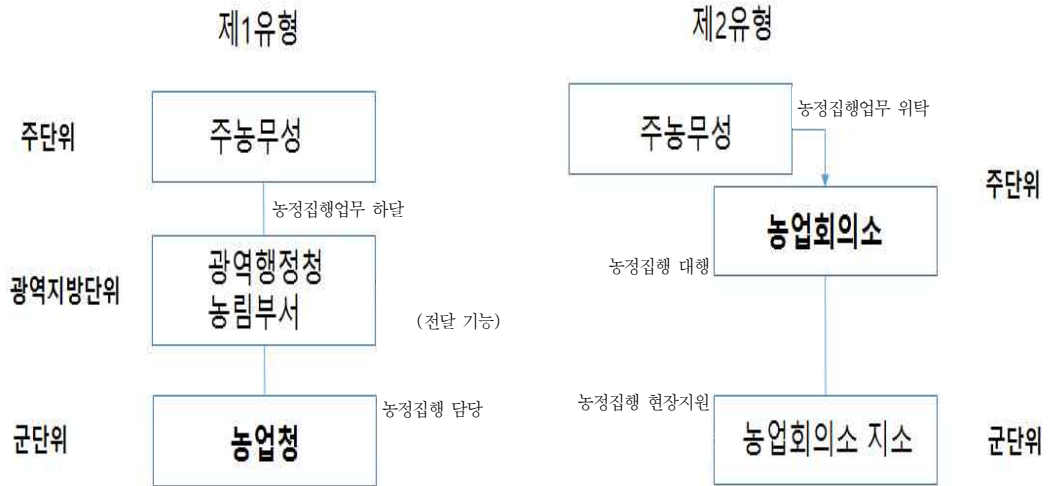 제1유형
주단위
주농무성
농정집행업무 하달
광역지방단위
광역행정청
농림부서
(전달 기능)
농정집행 담당
군단위
농업청
제2유형
주농무성
농정집행업무 위탁
주단위
농업회의소
농정집행 대행
농정집행 현장지원
농업회의소 지소
군단위